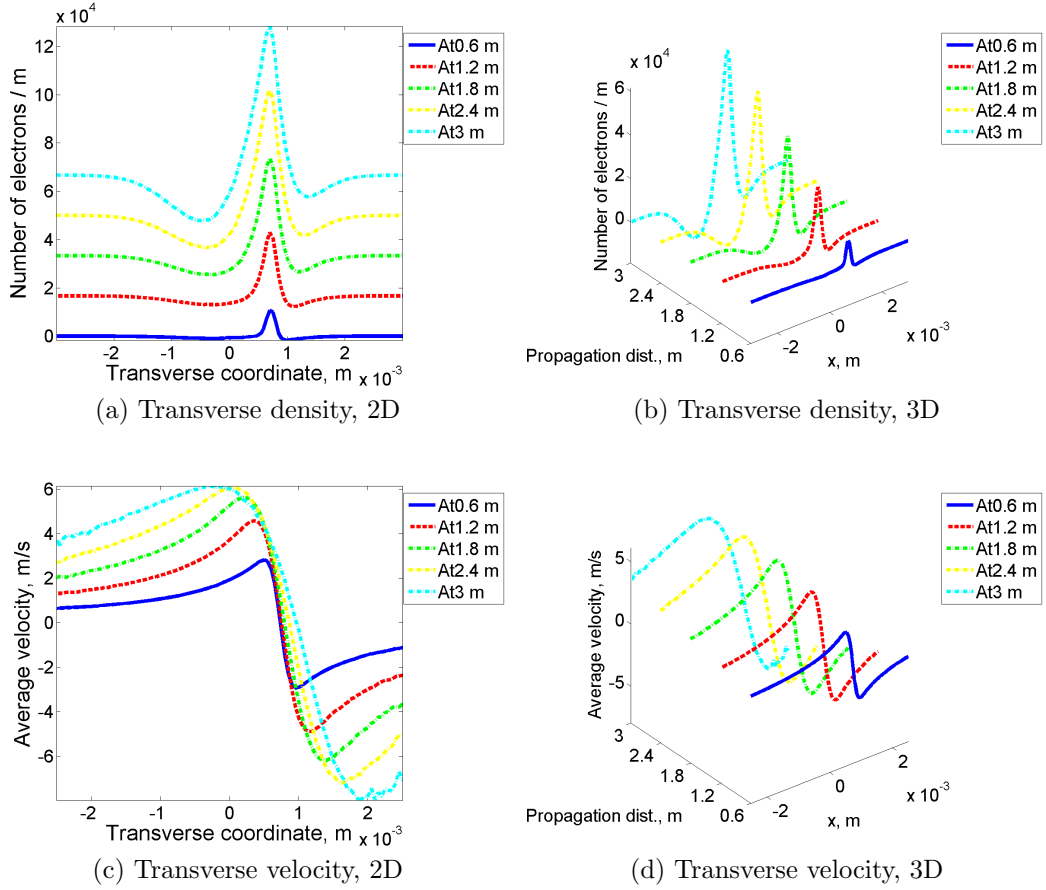 x 10⁴
12
10
8
6
4
2
0
Number of electrons / m
-2
0
1
2
Transverse coordinate, m
x 10⁻³
At0.6 m
At1.2 m
At1.8 m
At2.4 m
At3 m
(a) Transverse density, 2D
x 10⁴
6
4
2
0
Number of electrons / m
3
2.4
1.8
1.2
0.6
Propagation dist., m
-2
0
2
x 10⁻³
x, m
At0.6 m
At1.2 m
At1.8 m
At2.4 m
At3 m
(b) Transverse density, 3D
6
4
2
0
-2
-4
-6
Average velocity, m/s
-2
-1
0
1
2
Transverse coordinate, m
x 10⁻³
At0.6 m
At1.2 m
At1.8 m
At2.4 m
At3 m
(c) Transverse velocity, 2D
5
0
-5
Average velocity, m/s
3
2.4
1.8
1.2
0.6
Propagation dist., m
-2
0
2
x 10⁻³
x, m
At0.6 m
At1.2 m
At1.8 m
At2.4 m
At3 m
(d) Transverse velocity, 3D